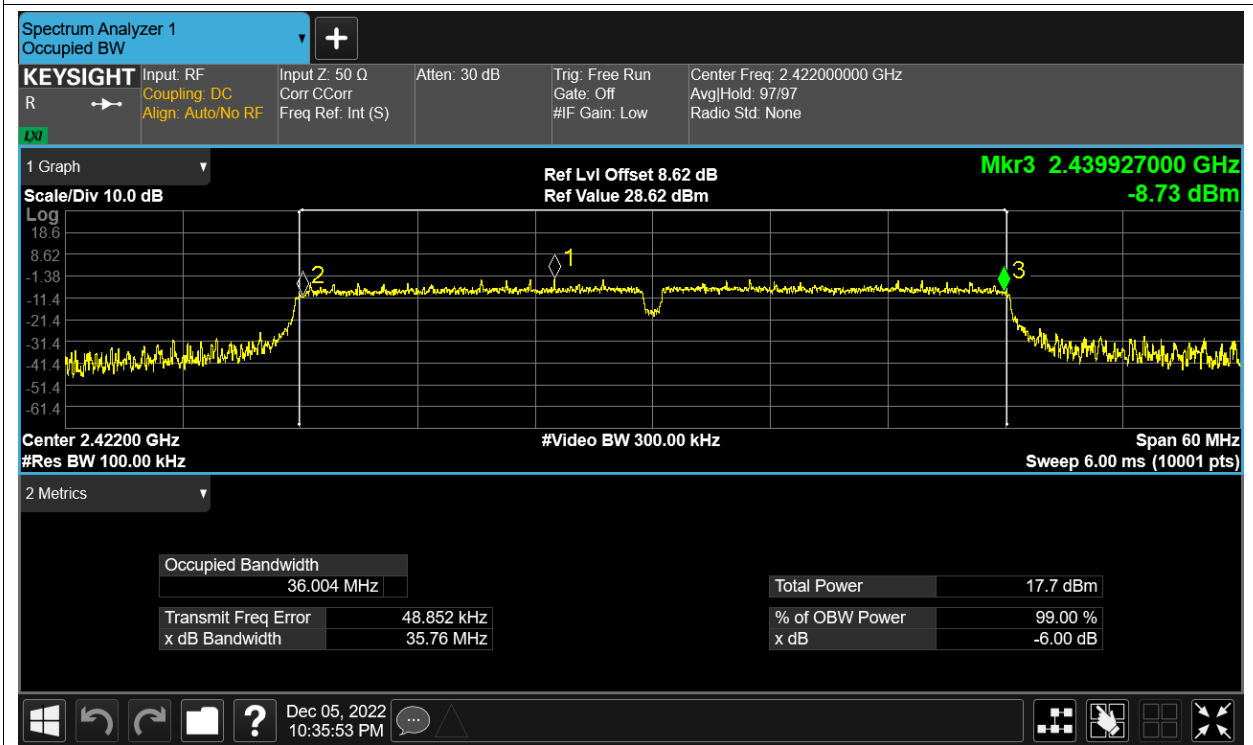 Spectrum Analyzer 1
Occupied BW
KEYSIGHT
R
LXI
Input: RF
Coupling: DC
Align: Auto/No RF
Input Z: 50 Ω
Corr CCorr
Freq Ref: Int (S)
Atten: 30 dB
Trig: Free Run
Gate: Off
#IF Gain: Low
Center Freq: 2.422000000 GHz
Avg|Hold: 97/97
Radio Std: None
1 Graph
Scale/Div 10.0 dB
Ref Lvl Offset 8.62 dB
Ref Value 28.62 dBm
Mkr3 2.439927000 GHz
-8.73 dBm
Log
18.6
8.62
-1.38
-11.4
-21.4
-31.4
-41.4
-51.4
-61.4
2
1
3
Center 2.42200 GHz
#Video BW 300.00 kHz
Span 60 MHz
#Res BW 100.00 kHz
Sweep 6.00 ms (10001 pts)
2 Metrics
Occupied Bandwidth
36.004 MHz
Total Power 17.7 dBm
Transmit Freq Error 48.852 kHz
% of OBW Power 99.00 %
x dB Bandwidth 35.76 MHz
x dB -6.00 dB
?
Dec 05, 2022
10:35:53 PM